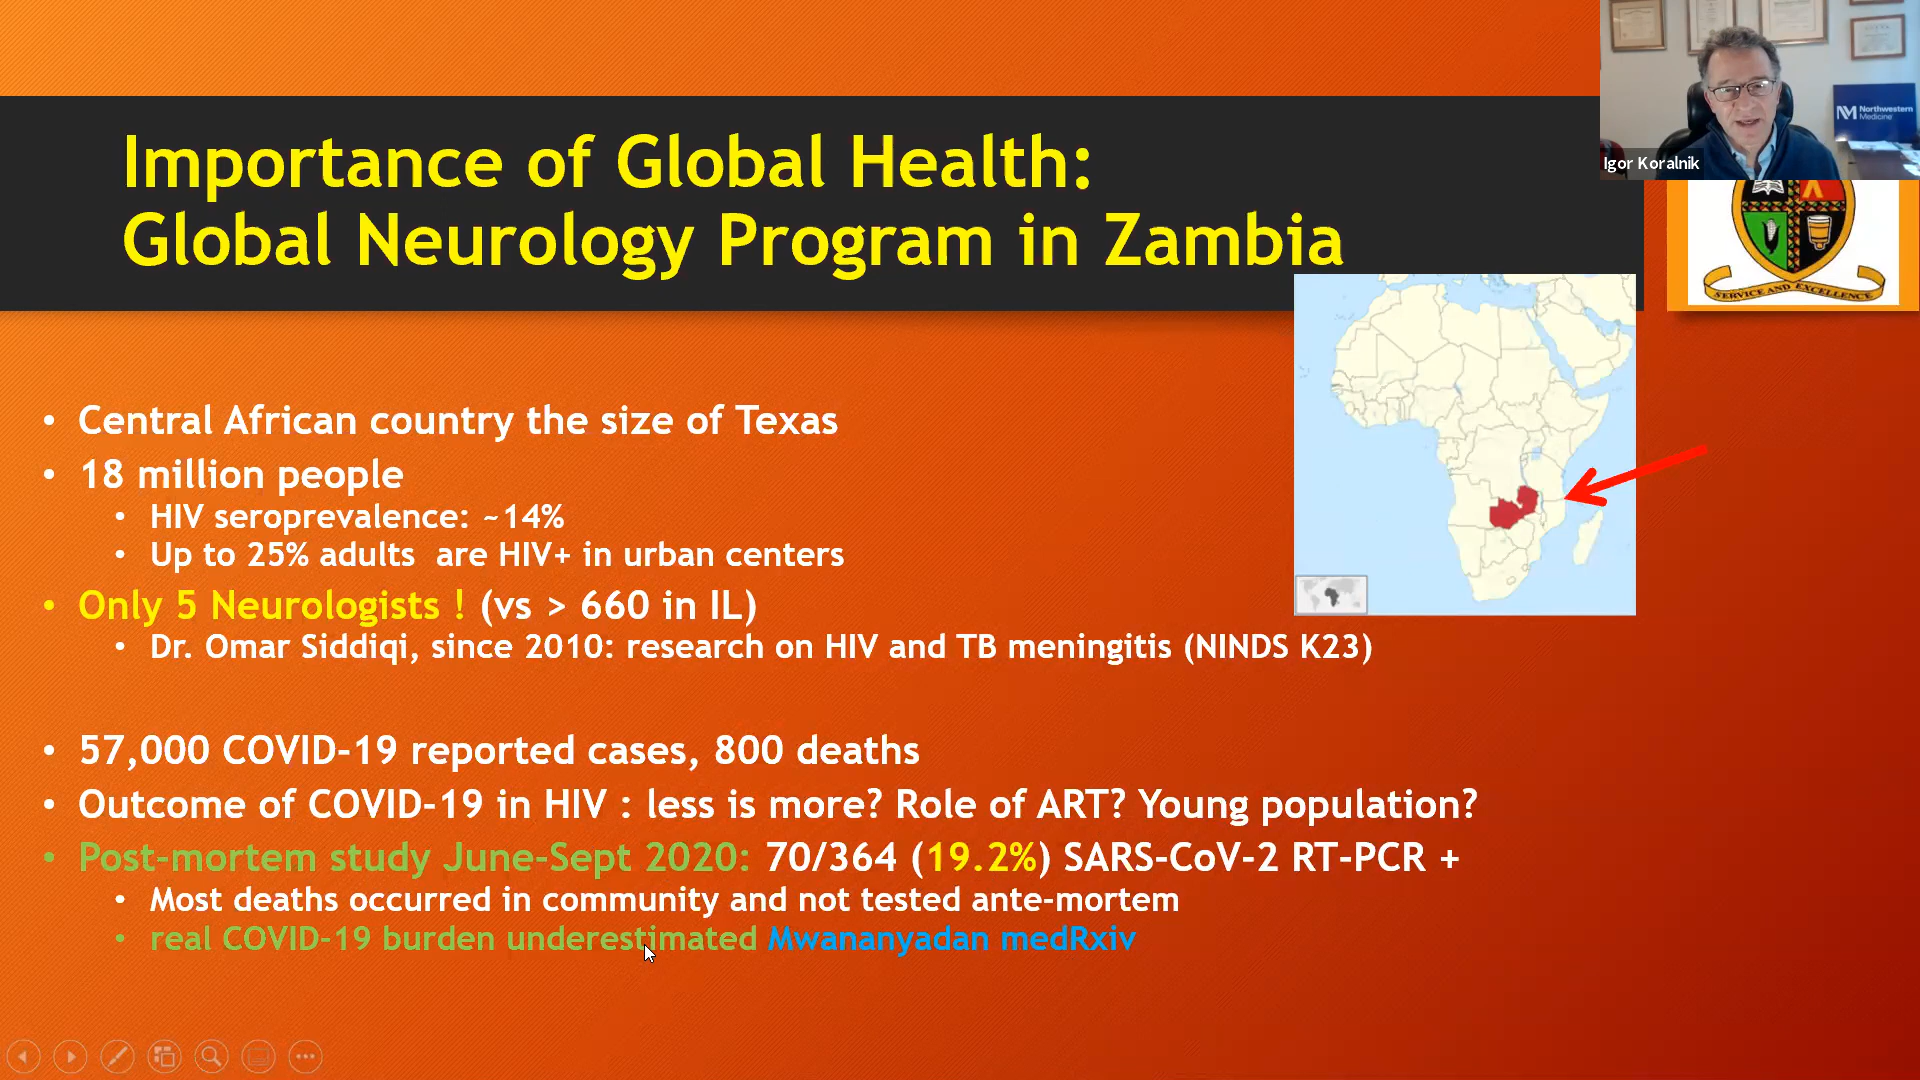 Importance of Global Health:
Global Neurology Program in Zambia
Northwestern
Medicine
Igor Koralnik
SERVICE AND EXCELLENCE
• Central African country the size of Texas
• 18 million people
• HIV seroprevalence: ~14%
• Up to 25% adults are HIV+ in urban centers
• Only 5 Neurologists ! (vs > 660 in IL)
• Dr. Omar Siddiqi, since 2010: research on HIV and TB meningitis (NINDS K23)
• 57,000 COVID-19 reported cases, 800 deaths
• Outcome of COVID-19 in HIV : less is more? Role of ART? Young population?
• Post-mortem study June-Sept 2020: 70/364 (19.2%) SARS-CoV-2 RT-PCR +
• Most deaths occurred in community and not tested ante-mortem
• real COVID-19 burden underestimated Mwananyadan medRxiv